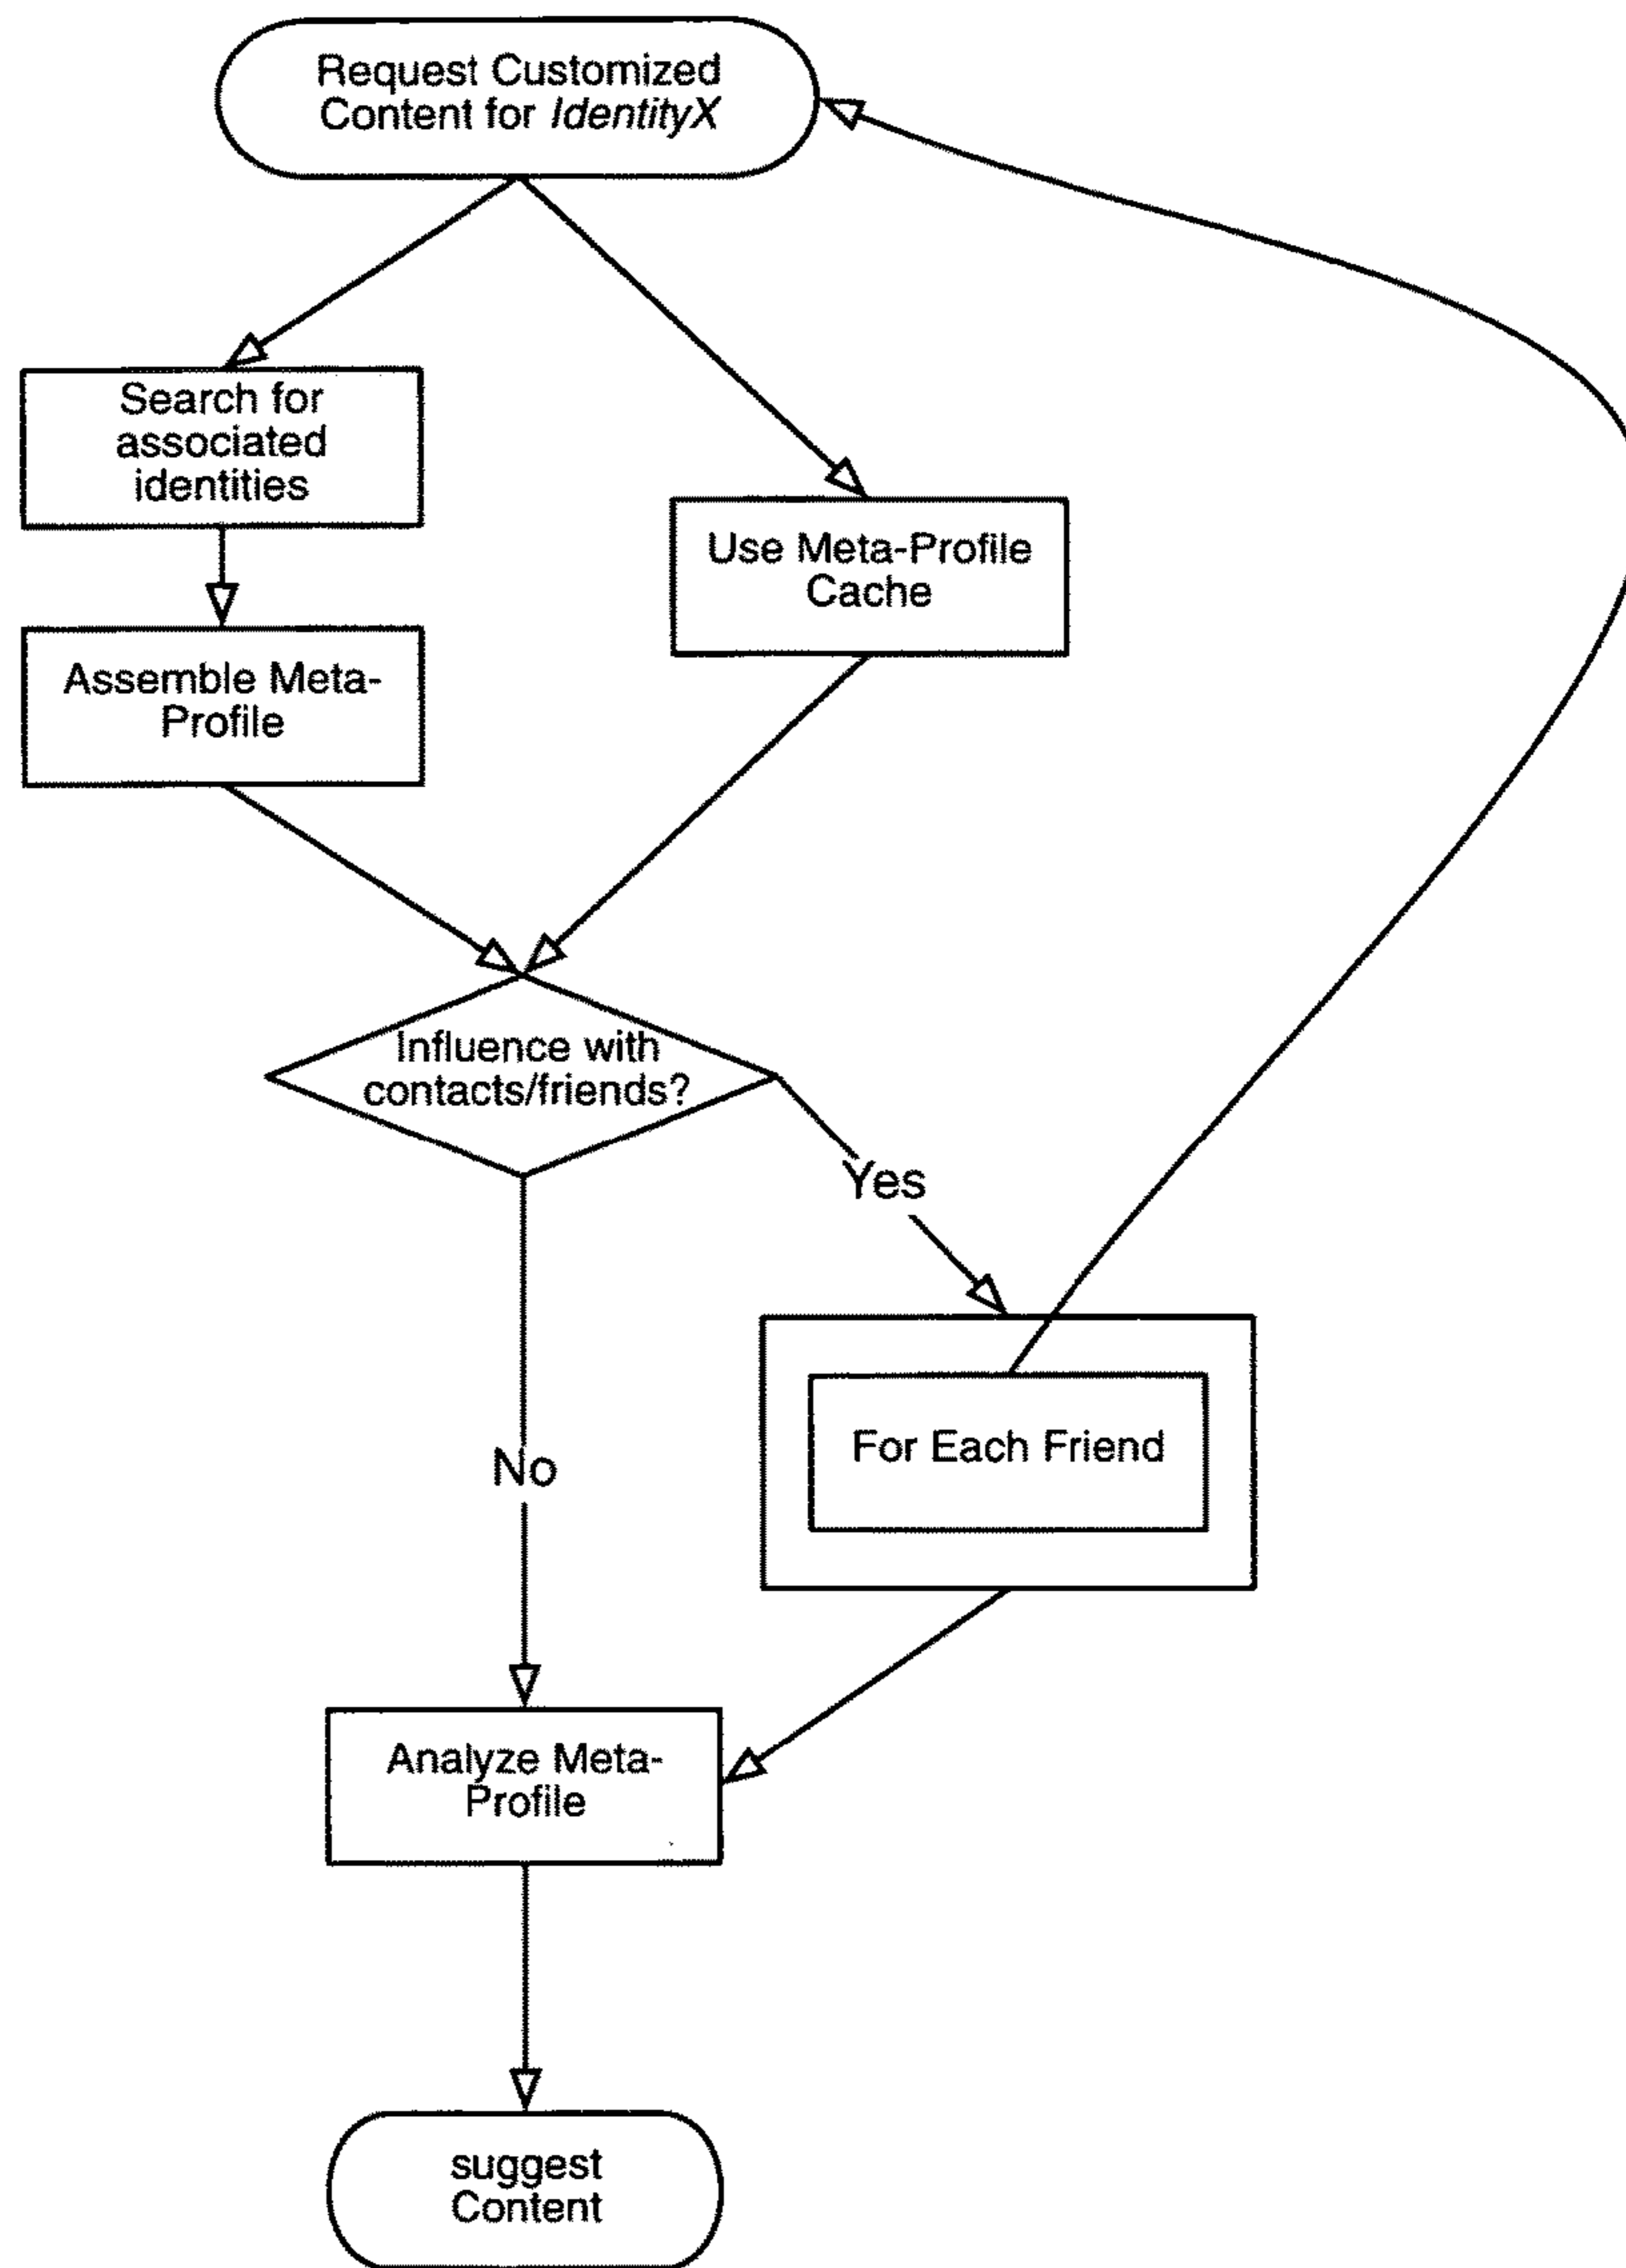 Request Customized
Content for IdentityX
Search for
associated
identities
Use Meta-Profile
Cache
Assemble Meta-
Profile
Influence with
contacts/friends?
Yes
For Each Friend
No
Analyze Meta-
Profile
suggest
Content